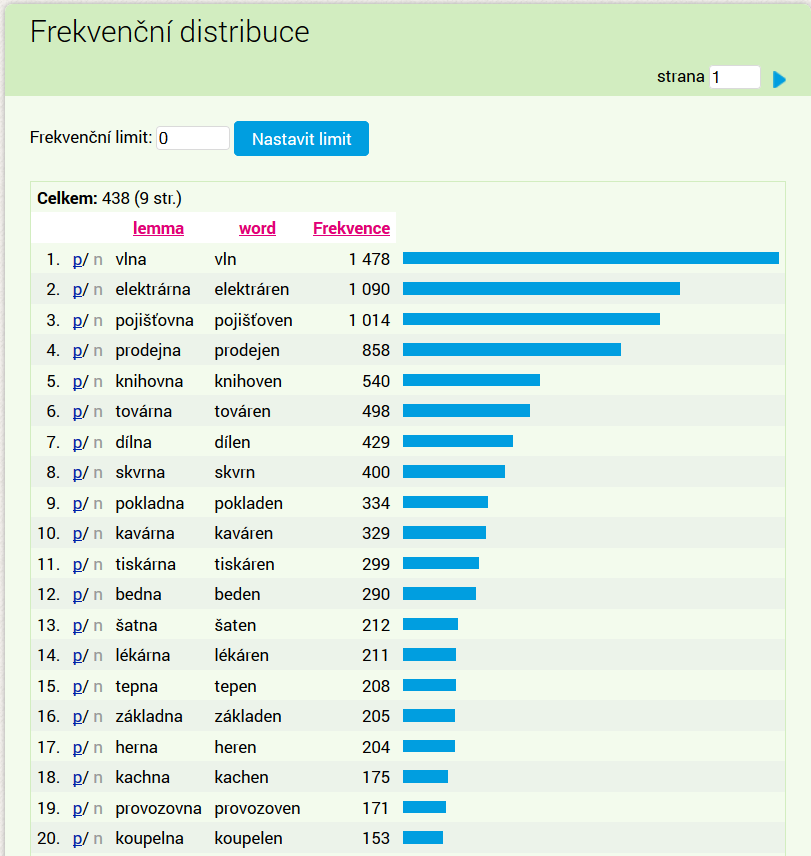 Frekvenční distribuce
strana 1
Frekvenční limit: 0 Nastavit limit
Celkem: 438 (9 str.)
lemma word Frekvence
1. p/ n vlna vln 1 478
2. p/ n elektrárna elektráren 1 090
3. p/ n pojišťovna pojišťoven 1 014
4. p/ n prodejna prodejen 858
5. p/ n knihovna knihoven 540
6. p/ n továrna továren 498
7. p/ n dílna dílen 429
8. p/ n skvrna skvrn 400
9. p/ n pokladna pokladen 334
10. p/ n kavárna kaváren 329
11. p/ n tiskárna tiskáren 299
12. p/ n bedna beden 290
13. p/ n šatna šaten 212
14. p/ n lékárna lékáren 211
15. p/ n tepna tepen 208
16. p/ n základna základen 205
17. p/ n herna heren 204
18. p/ n kachna kachen 175
19. p/ n provozovna provozoven 171
20. p/ n koupelna koupelen 153